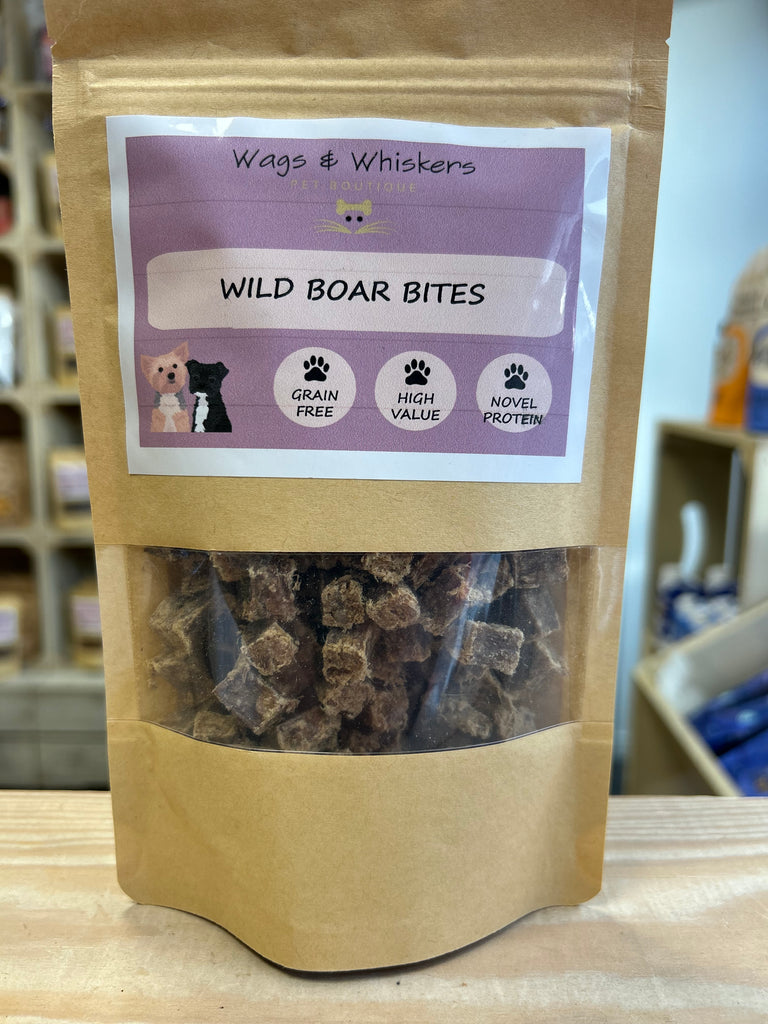 Wags & Whiskers
PET BOUTIQUE
WILD BOAR BITES
GRAIN
FREE
HIGH
VALUE
NOVEL
PROTEIN